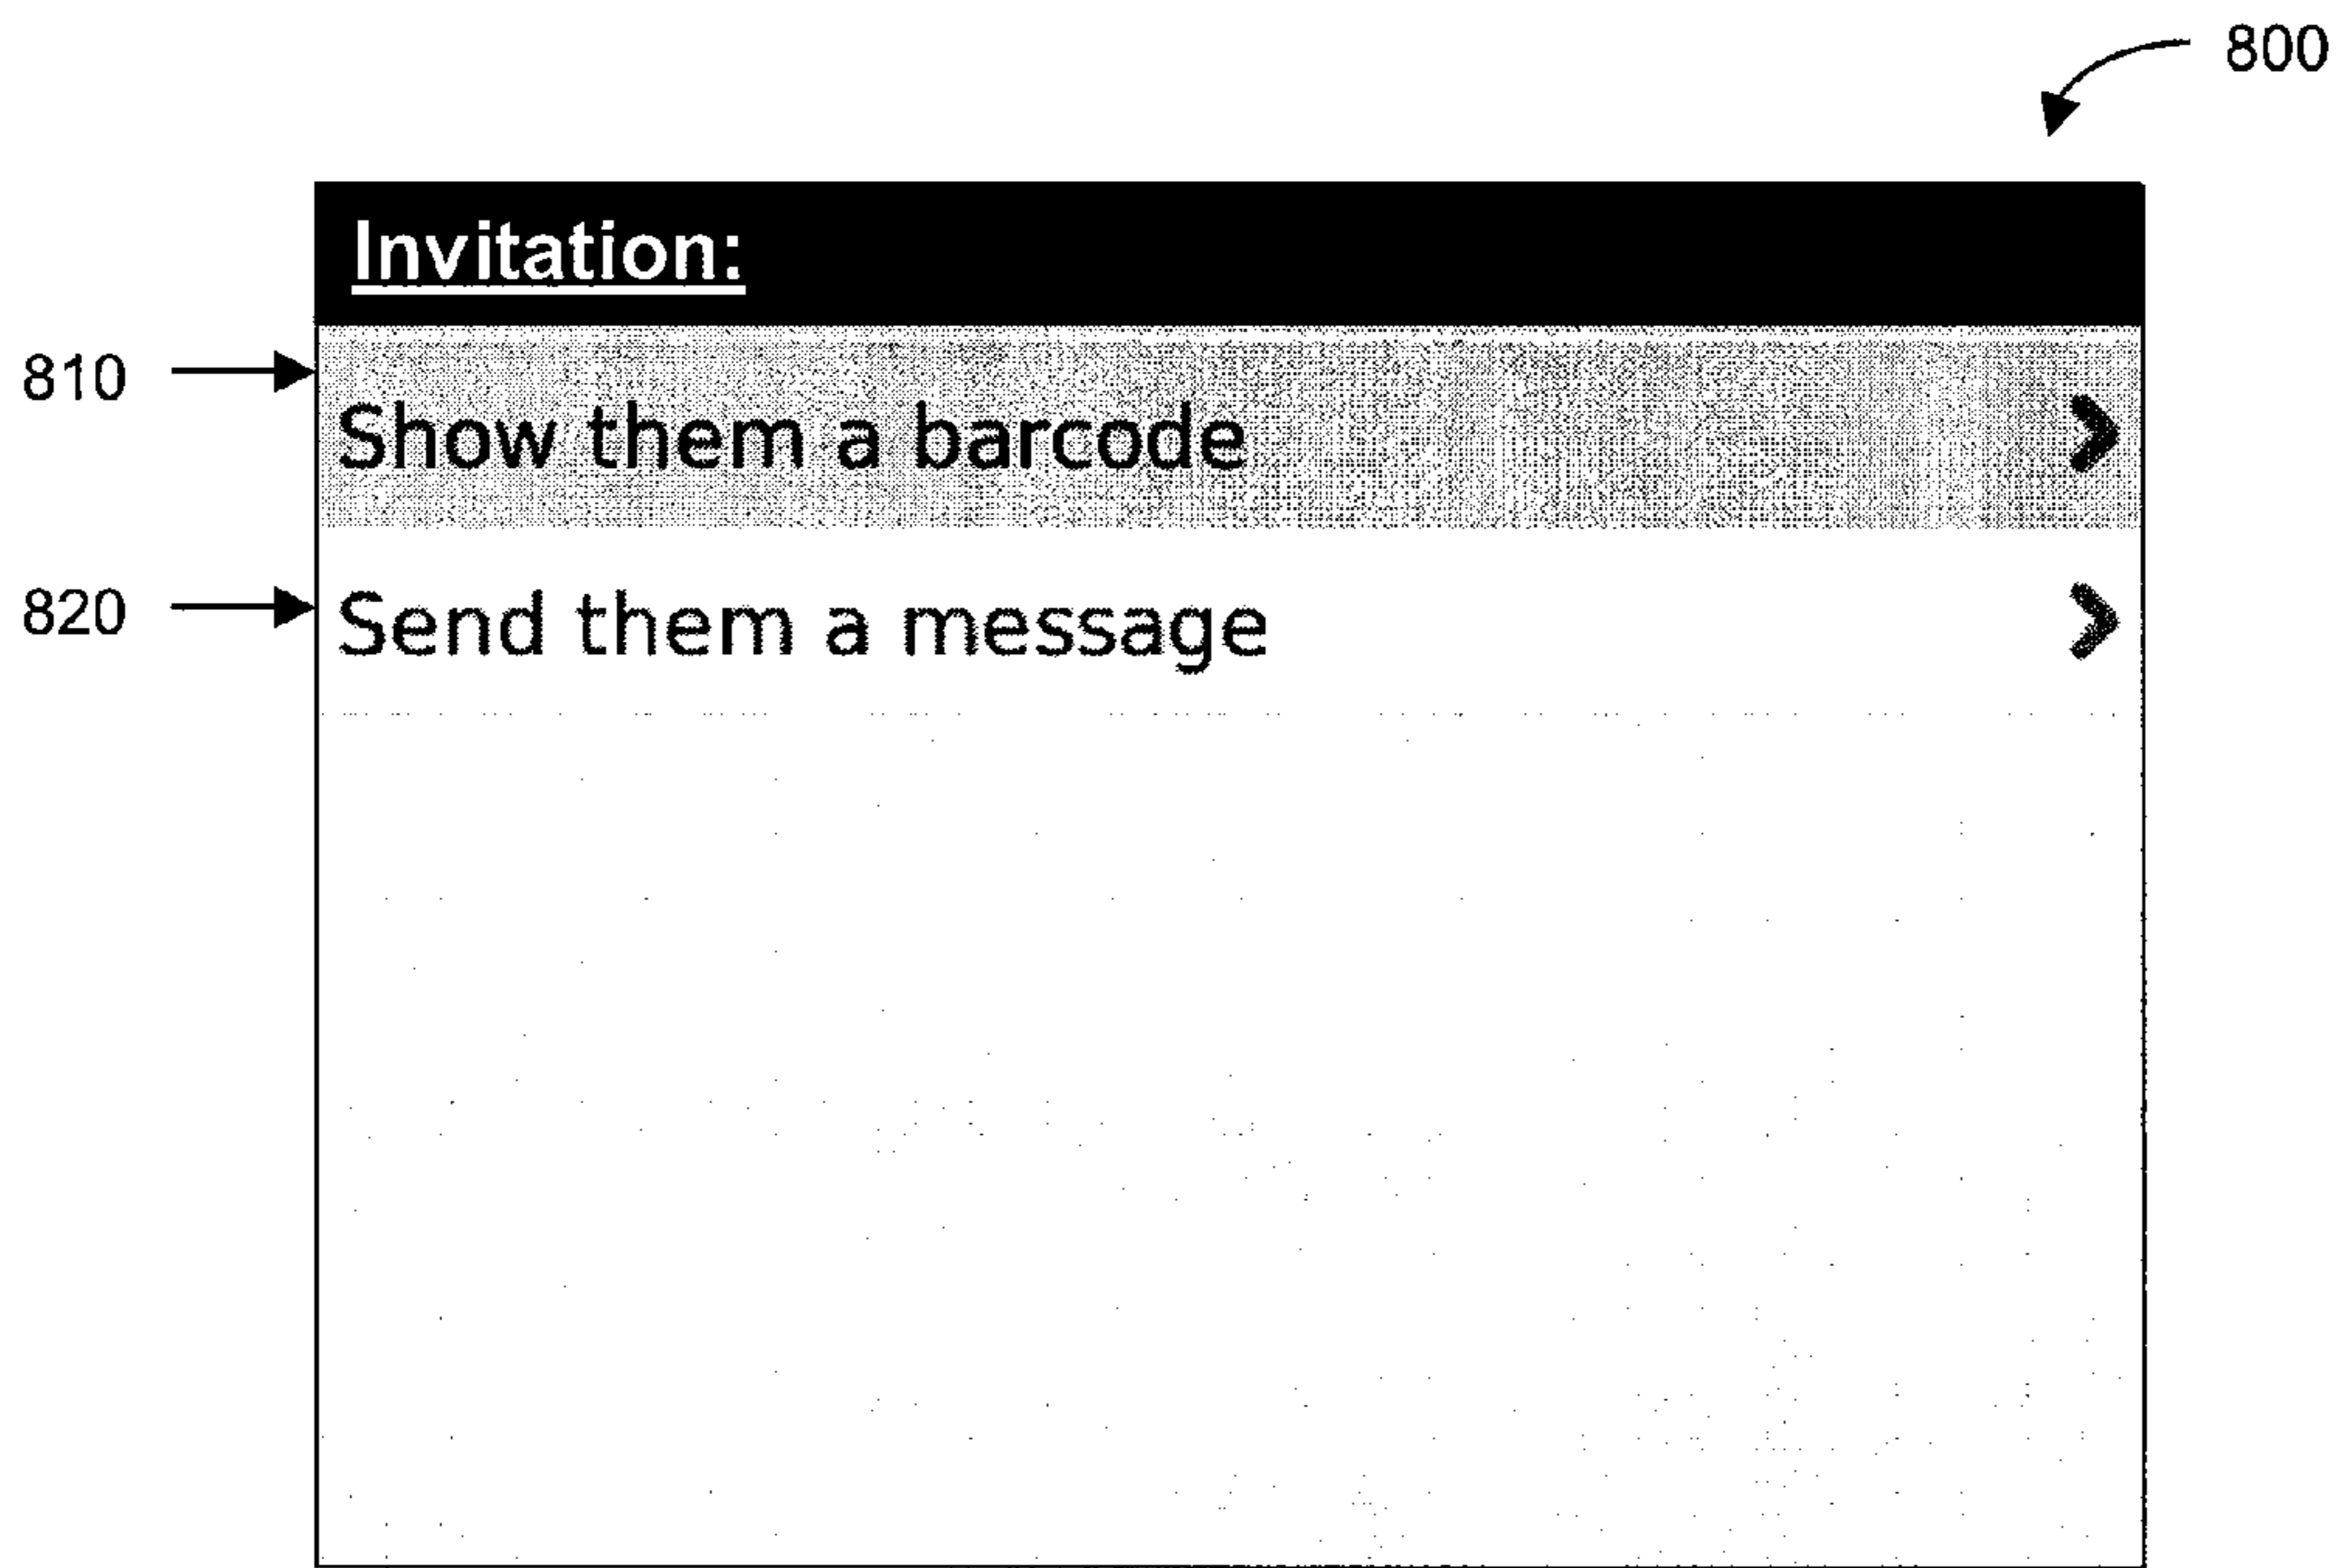 800
Invitation:
810
Show them a barcode
820
Send them a message